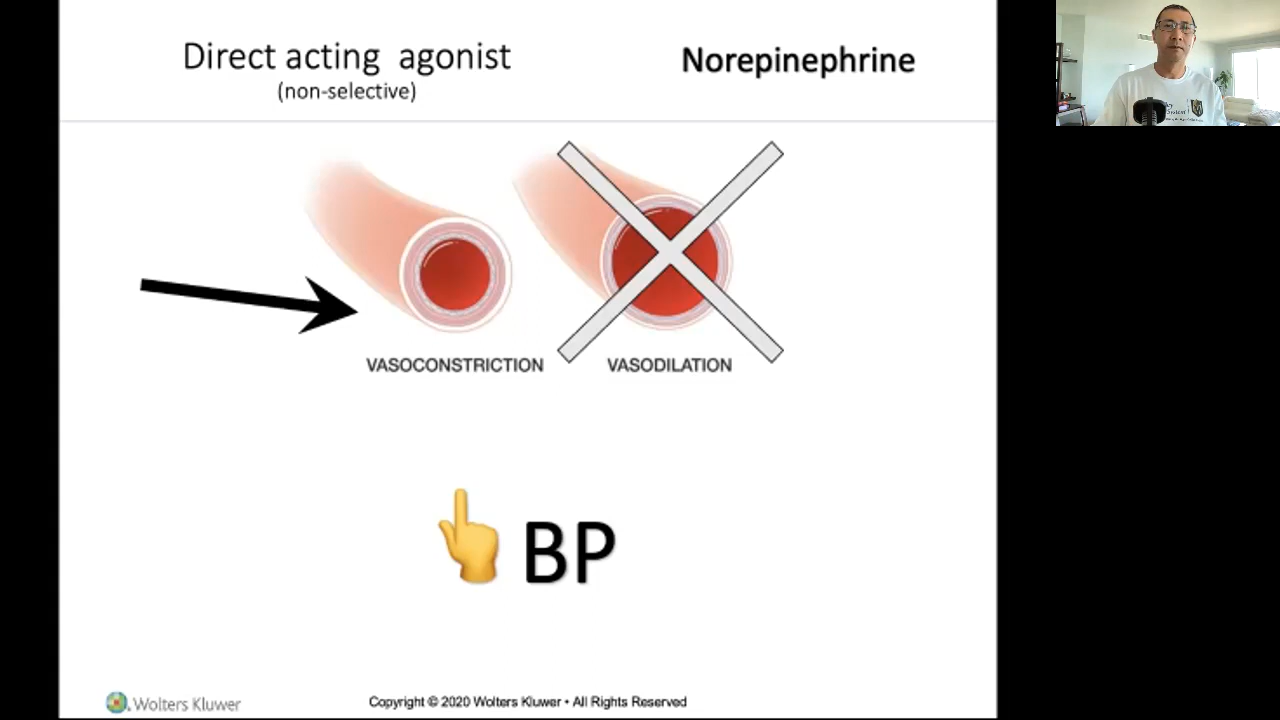 Direct acting agonist
(non-selective)
Norepinephrine
VASOCONSTRICTION
VASODILATION
BP
Wolters Kluwer
Copyright © 2020 Wolters Kluwer • All Rights Reserved